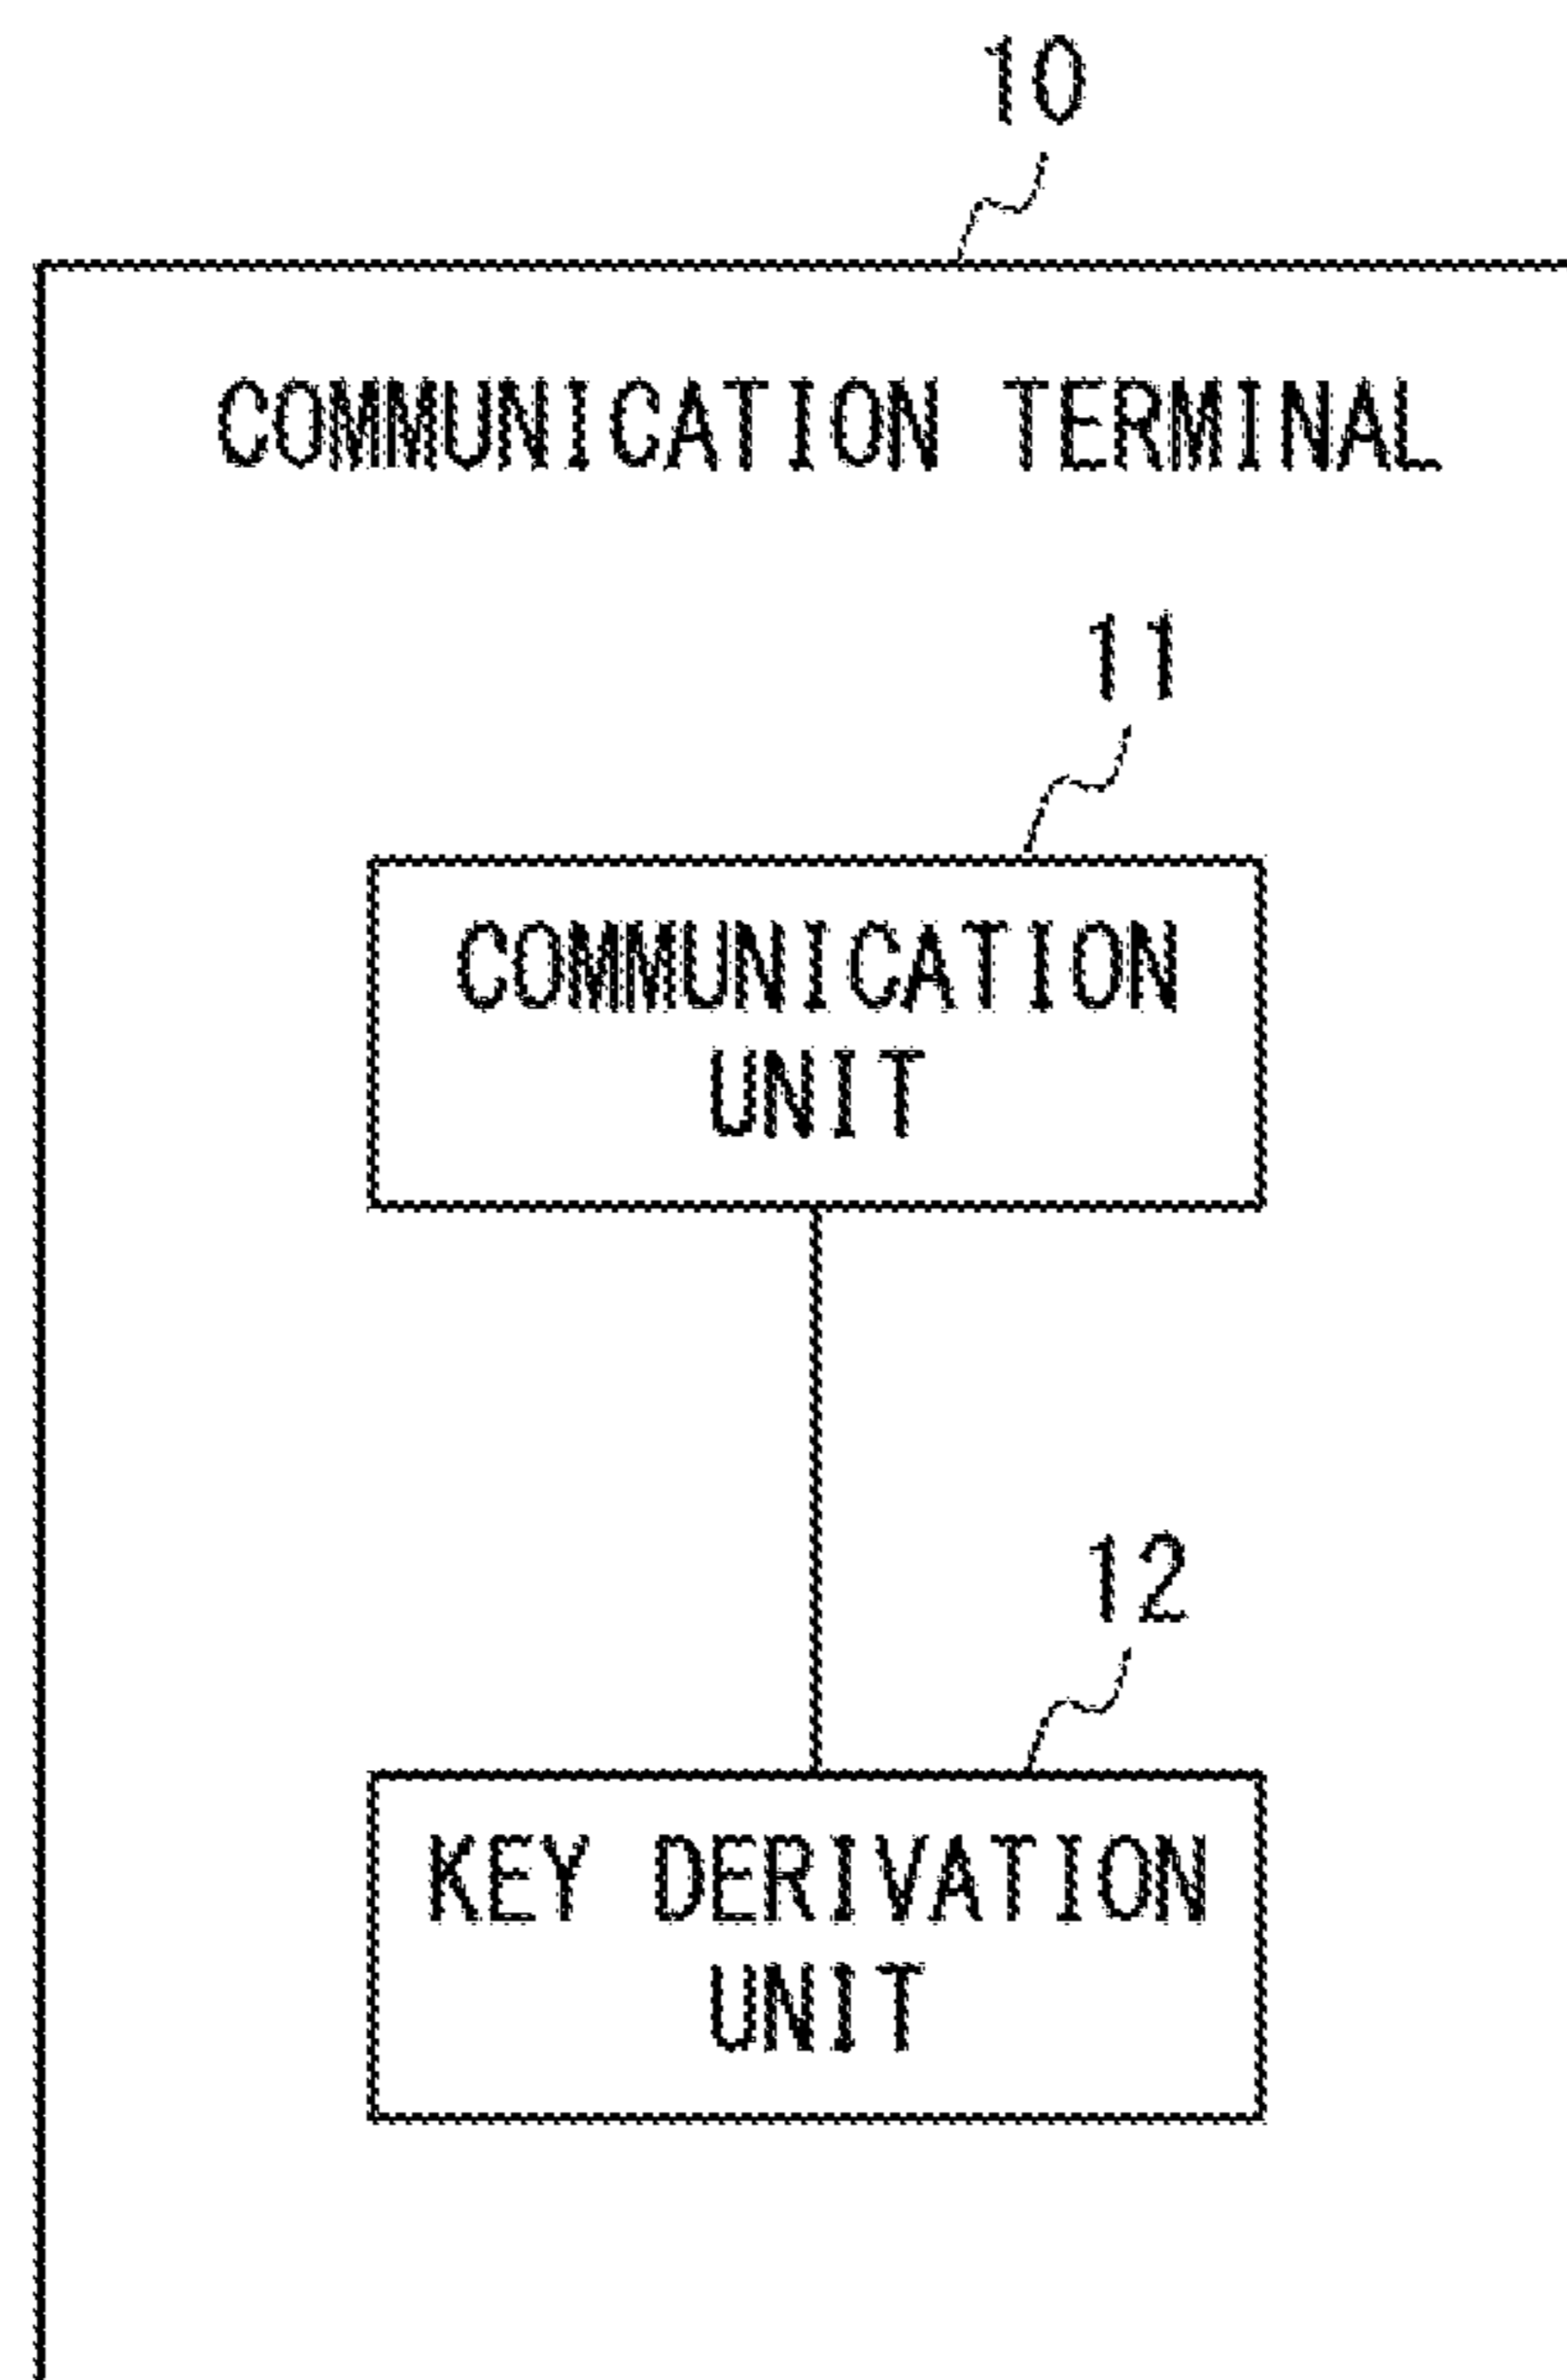 10
COMMUNICATION TERMINAL
11
COMMUNICATION
UNIT
12
KEY DERIVATION
UNIT